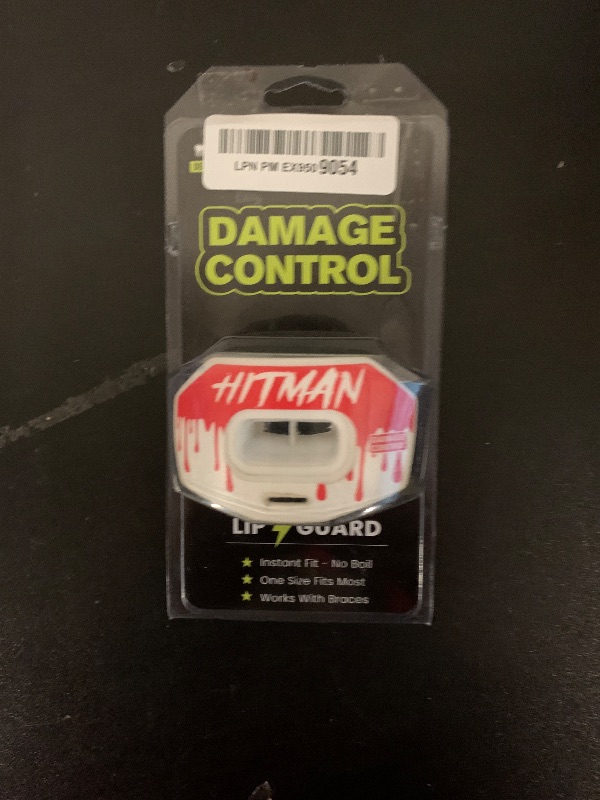 LPN PM EX950 9054
DAMAGE
CONTROL
HITMAN
LIP GUARD
Instant Fit - No Boil
One Size Fits Most
Works With Braces